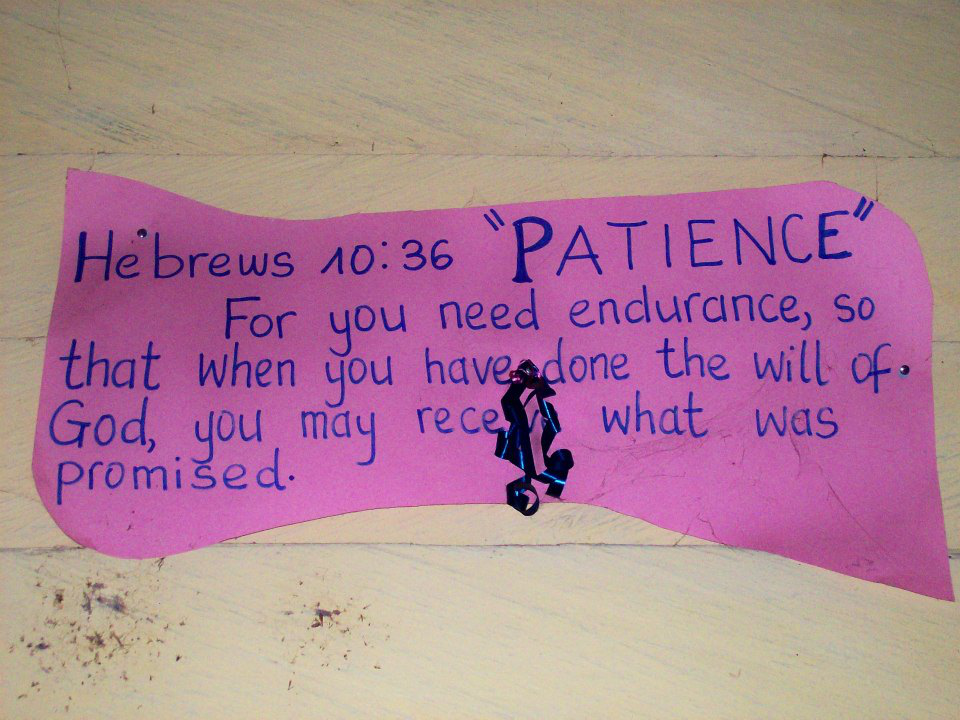 Hebrews 10:36 "PATIENCE"
For you need endurance, so
that when you have done the will of
God, you may what was
promised.